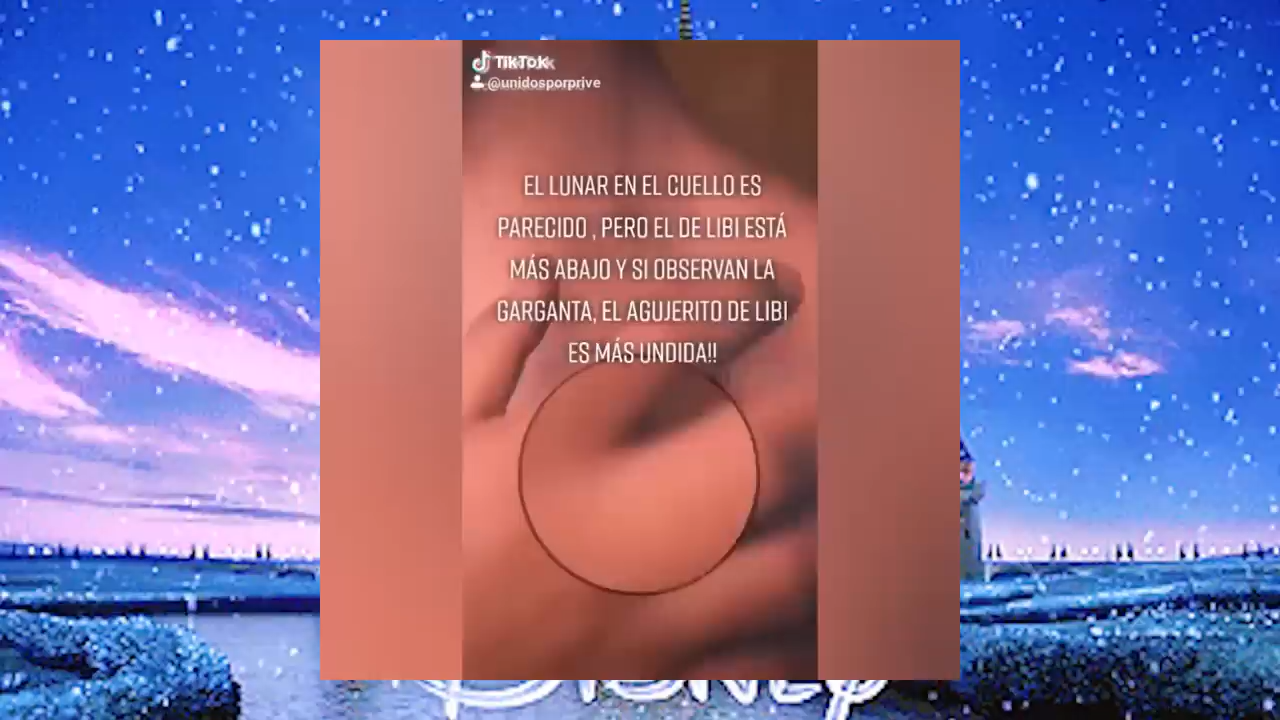 TikTok
@unidosporprive
EL LUNAR EN EL CUELLO ES
PARECIDO , PERO EL DE LIBI ESTÁ
MÁS ABAJO Y SI OBSERVAN LA
GARGANTA, EL AGUJERITO DE LIBI
ES MÁS UNDIDA!!
DISNEY